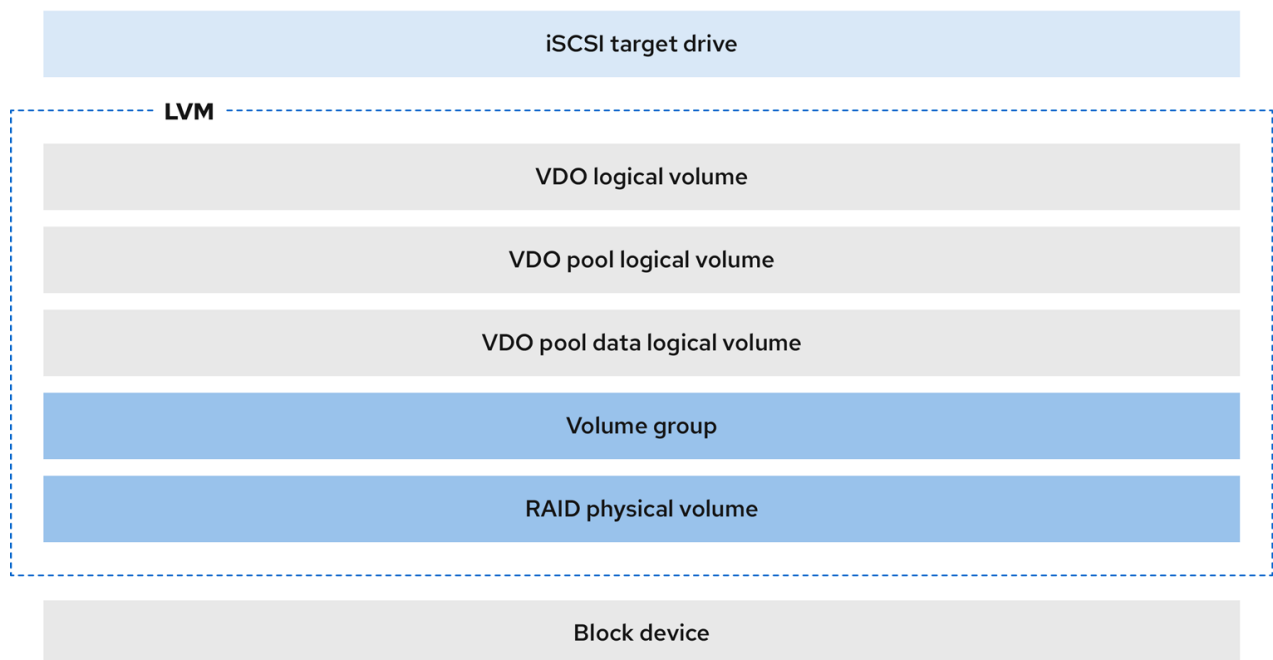 iSCSI target drive
LVM
VDO logical volume
VDO pool logical volume
VDO pool data logical volume
Volume group
RAID physical volume
Block device